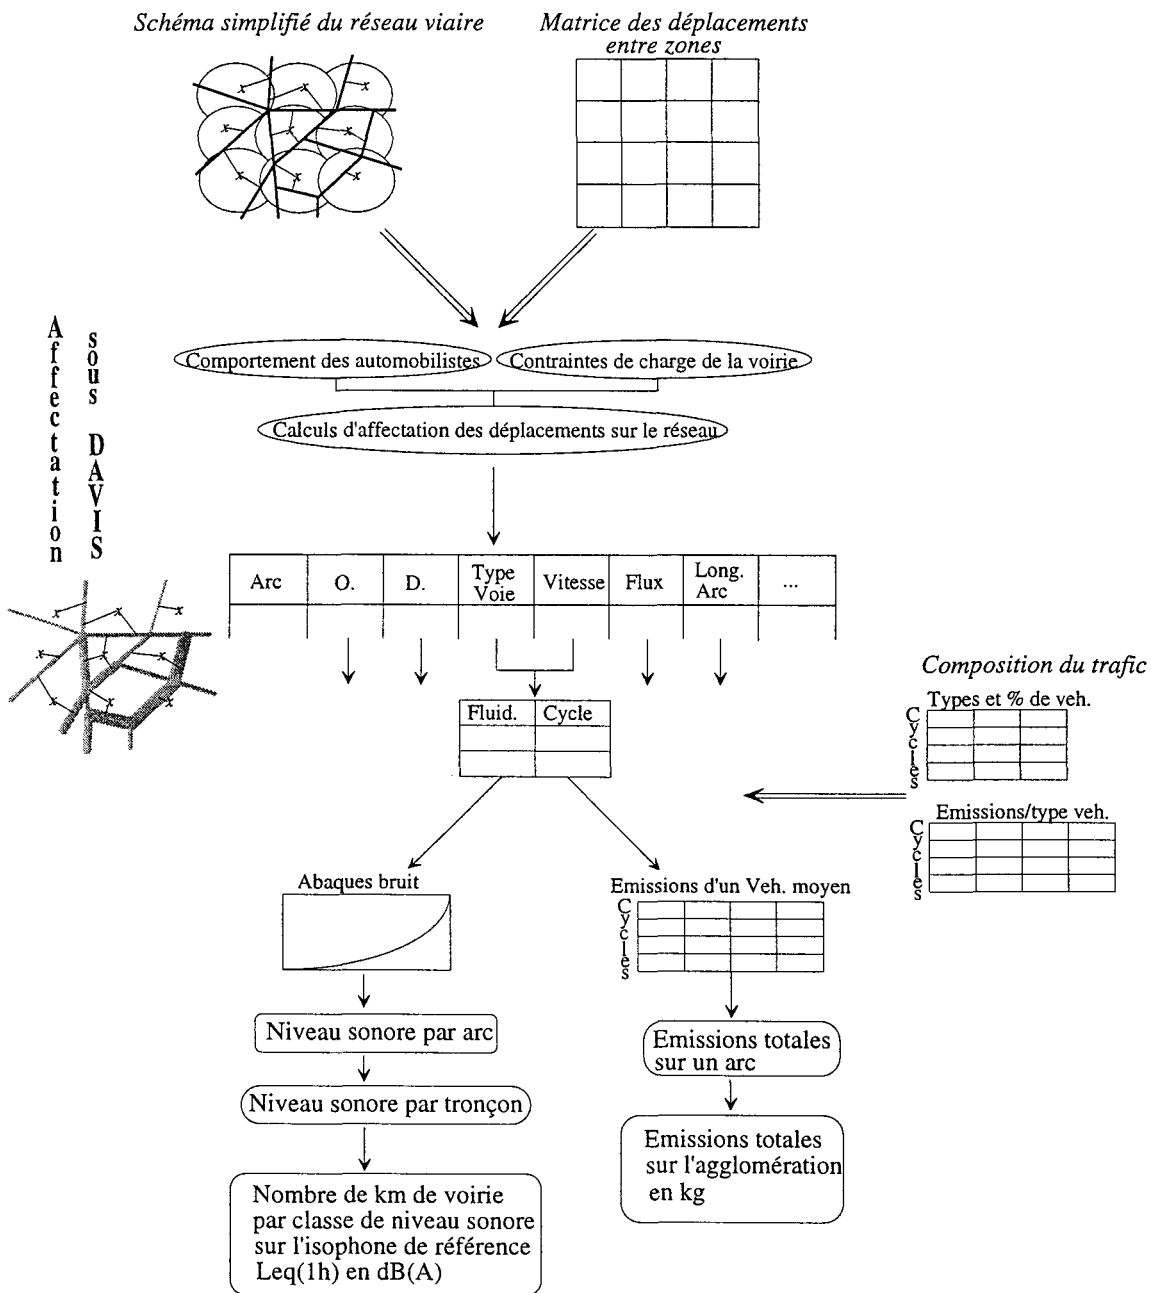 Schéma simplifié du réseau viaire
Matrice des déplacements
entre zones
x x x
x x x
x x x
Affectation
sous DAVIS
Comportement des automobilistes
Contraintes de charge de la voirie
Calculs d'affectation des déplacements sur le réseau
Arc O. D. Type Voie Vitesse Flux Long. Arc ...
x x x
x x x
x x x
Fluid. Cycle
Composition du trafic
Types et % de veh.
Cycles
Emissions/type veh.
Cycles
Abaques bruit
Emissions d'un Veh. moyen
Cycles
Niveau sonore par arc
Emissions totales
sur un arc
Niveau sonore par tronçon
Emissions totales
sur l'agglomération
en kg
Nombre de km de voirie
par classe de niveau sonore
sur l'isophone de référence
Leq(1h) en dB(A)